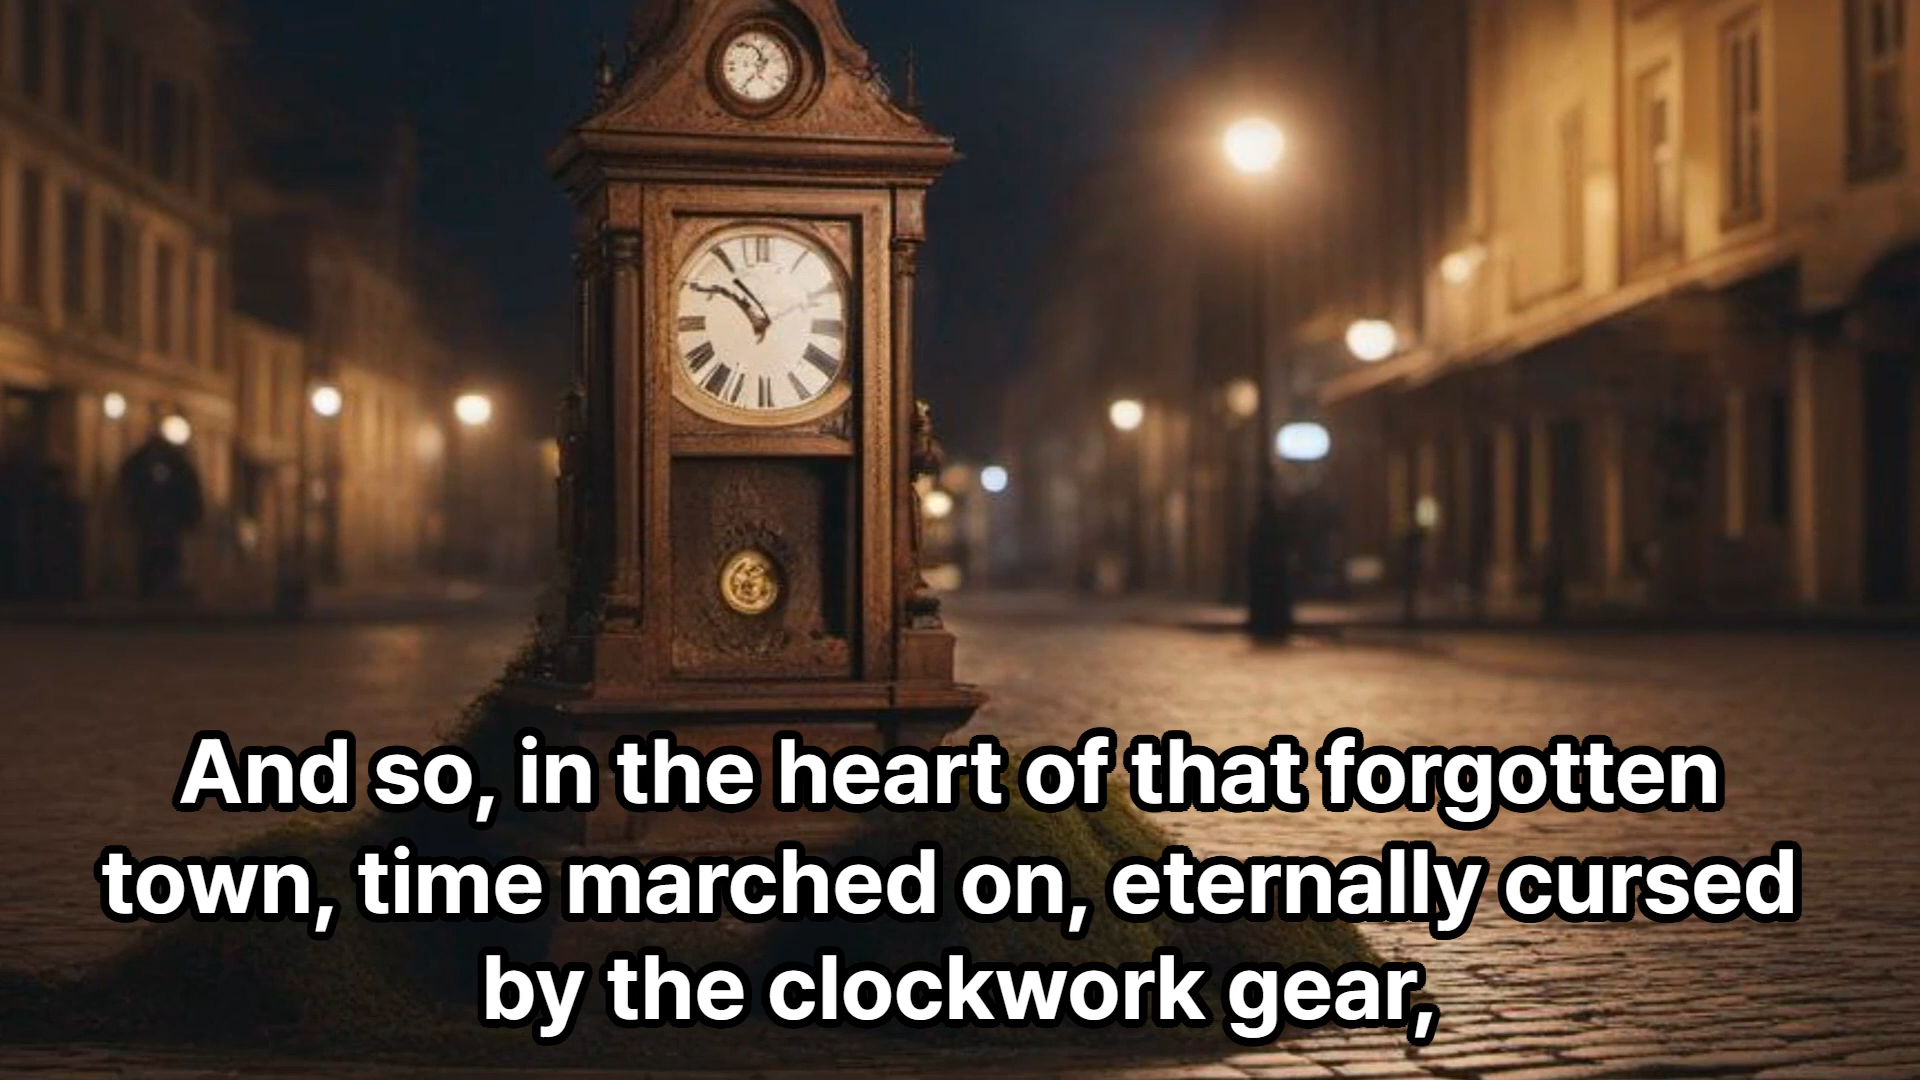 And so, in the heart of that forgotten
town, time marched on, eternally cursed
by the clockwork gear,